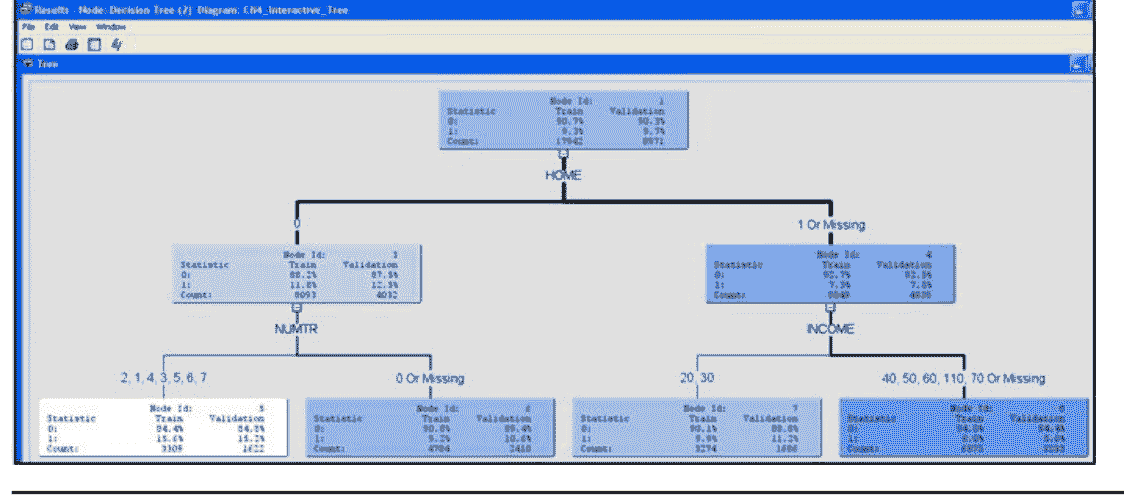 Results - Node: Decision Tree (2) Diagram: Ch4_Interactive_Tree
File Edit View Window
Tree
Node Id: 1
Statistic Train Validation
0: 90.7% 90.3%
1: 9.3% 9.7%
Count: 17942 8971
HOME
0 1 Or Missing
Node Id: 3
Statistic Train Validation
0: 88.2% 87.5%
1: 11.8% 12.5%
Count: 8093 4032
Node Id: 4
Statistic Train Validation
0: 92.7%
1: 7.3%
Count: 9849
NUMTR INCOME
2, 1, 4, 3, 5, 6, 7 0 Or Missing 20, 30 40, 50, 60, 110, 70 Or Missing
Node Id: 5
Statistic Train Validation
0: 84.4% 84.8%
1: 15.6% 15.2%
Count: 3309 1622
Node Id: 6
Statistic Train Validation
0: 90.8% 89.4%
1: 9.2% 10.6%
Count: 4784 2410
Node Id: 7
Statistic Train Validation
0: 90.1% 88.8%
1: 9.9% 11.2%
Count: 3274
Node Id:
Statistic Train Validation
0:
1:
Count: